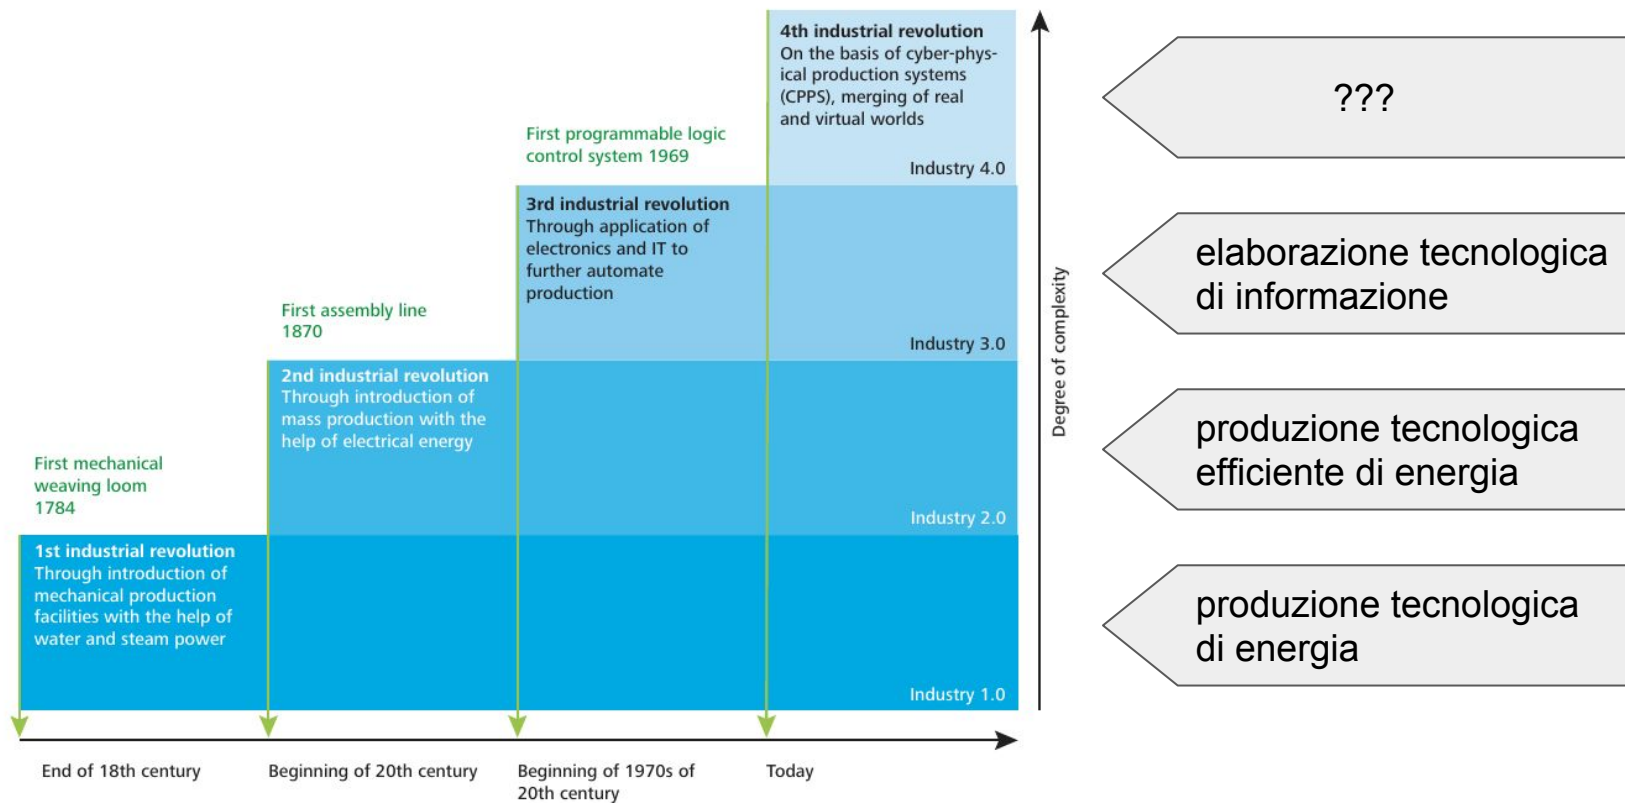 4th industrial revolution
On the basis of cyber-phys-
ical production systems
(CPPS), merging of real
and virtual worlds
Industry 4.0
???
First programmable logic
control system 1969
3rd industrial revolution
Through application of
electronics and IT to
further automate
production
Industry 3.0
elaborazione tecnologica
di informazione
First assembly line
1870
2nd industrial revolution
Through introduction of
mass production with the
help of electrical energy
Industry 2.0
Degree of complexity
produzione tecnologica
efficiente di energia
First mechanical
weaving loom
1784
1st industrial revolution
Through introduction of
mechanical production
facilities with the help of
water and steam power
Industry 1.0
produzione tecnologica
di energia
End of 18th century
Beginning of 20th century
Beginning of 1970s of
20th century
Today